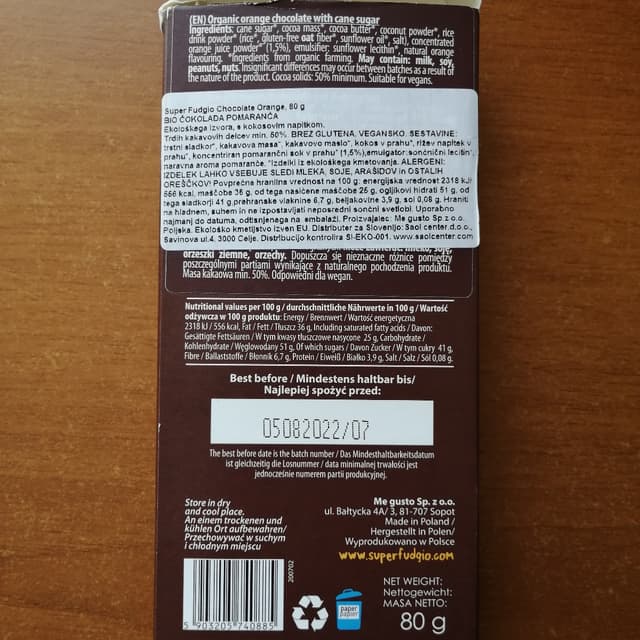 (EN) Organic orange chocolate with cane sugar
Ingredients: cane sugar*, cocoa mass*, cocoa butter*, coconut powder*, rice
drink powder* (rice*, gluten-free oat fiber*, sunflower oil*, salt), concentrated
orange juice powder* (1,5%), emulsifier: sunflower lecithin*, natural orange
flavouring. *Ingredients from organic farming. May contain: milk, soy,
peanuts, nuts. Insignificant differences may occur between batches as a result of
the nature of the product. Cocoa solids: 50% minimum. Suitable for vegans.
Super Fudgio Chocolate Orange, 80 g
BIO ČOKOLADA POMARANČA
Ekološkega izvora, s kokosovim napitkom.
Trdih kakavovih delcev min. 50%. BREZ GLUTENA, VEGANSKO. SESTAVINE:
trstni sladkor*, kakavova masa*, kakavovo maslo*, kokos v prahu*, rižev napitek v
prahu*, koncentriran pomarančni sok v prahu* (1,5%),emulgator:sončnični lecitin*,
naravna aroma pomaranče. *Izdelki iz ekološkega kmetovanja. ALERGENI:
IZDELEK LAHKO VSEBUJE SLEDI MLEKA, SOJE, ARAŠIDOV in OSTALIH
OREŠČKOV! Povprečna hranilna vrednost na 100 g: energijska vrednost 2318 kJ/
556 kcal, maščobe 36 g, od tega nasičene maščobe 25 g, ogljikovi hidrati 51 g, od
tega sladkorji 41 g,prehranske vlaknine 6,7 g, beljakovine 3,9 g, sol 0,08 g. Hraniti
na hladnem, suhem in ne izpostavljati neposredni sončni svetlobi. Uporabno
najmanj do datuma, odtisnjenega na embalaži. Proizvajalec: Me gusto Sp.z o.o.
Poljska. Ekološko kmetijstvo izven EU. Distributer za Slovenijo: Saol center,d.o.o.,
Savinova ul.4, 3000 Celje. Distribucijo kontrolira SI-EKO-001. www.saolcenter.com
orzeszki ziemne, orzechy. Dopuszcza się nieznaczne różnice pomiędzy
poszczególnymi partiami wynikające z naturalnego pochodzenia produktu.
Masa kakaowa min. 50%. Odpowiedni dla vegan.
Nutritional values per 100 g / durchschnittliche Nährwerte in 100 g / Wartość
odżywcza w 100 g produktu: Energy / Brennwert / Wartość energetyczna
2318 kJ / 556 kcal, Fat / Fett / Tłuszcz 36 g, Including saturated fatty acids / Davon:
Gesättigte Fettsäuren / W tym kwasy tłuszczowe nasycone 25 g, Carbohydrate /
Kohlenhydrate / Węglowodany 51 g, Of which sugars / Davon Zucker / W tym cukry 41 g,
Fibre / Ballaststoffe / Błonnik 6,7 g, Protein / Eiweiß / Białko 3,9 g, Salt / Salz / Sól 0,08 g.
Best before / Mindestens haltbar bis/
Najlepiej spożyć przed:
05082022/07
The best before date is the batch number / Das Mindesthaltbarkeitsdatum
ist gleichzeitig die Losnummer / data minimalnej trwałości jest
jednocześnie numerem partii produkcyjnej.
Store in dry
and cool place.
An einem trockenen und
kühlen Ort aufbewahren/
Przechowywać w suchym
i chłodnym miejscu
Me gusto Sp. z o.o.
ul. Bałtycka 4A/ 3, 81-707 Sopot
Made in Poland /
Hergestellt in Polen/
Wyprodukowano w Polsce
www.superfudgio.com
200702
5 903205 740885
paper
papier
NET WEIGHT:
Nettogewicht:
MASA NETTO:
80 g